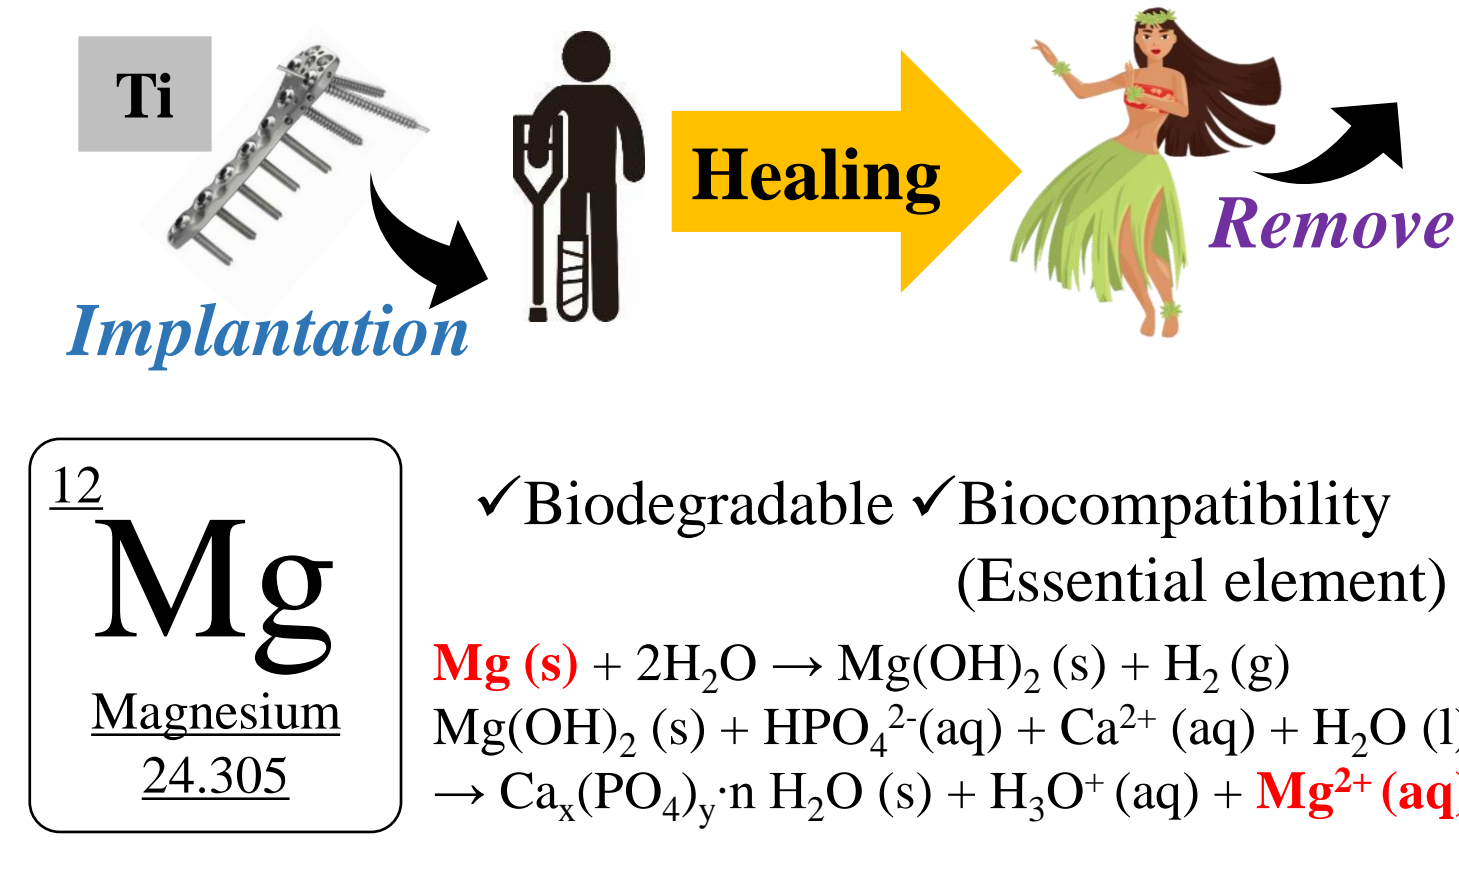 Ti
Healing
Remove
Implantation
12
Mg
Magnesium
24.305
✓Biodegradable ✓Biocompatibility
(Essential element)
Mg (s) + 2H₂O → Mg(OH)₂ (s) + H₂ (g)
Mg(OH)₂ (s) + HPO₄²⁻(aq) + Ca²⁺ (aq) + H₂O (l)
→ Caₓ(PO₄)ᵧ·n H₂O (s) + H₃O⁺ (aq) + Mg²⁺ (aq)